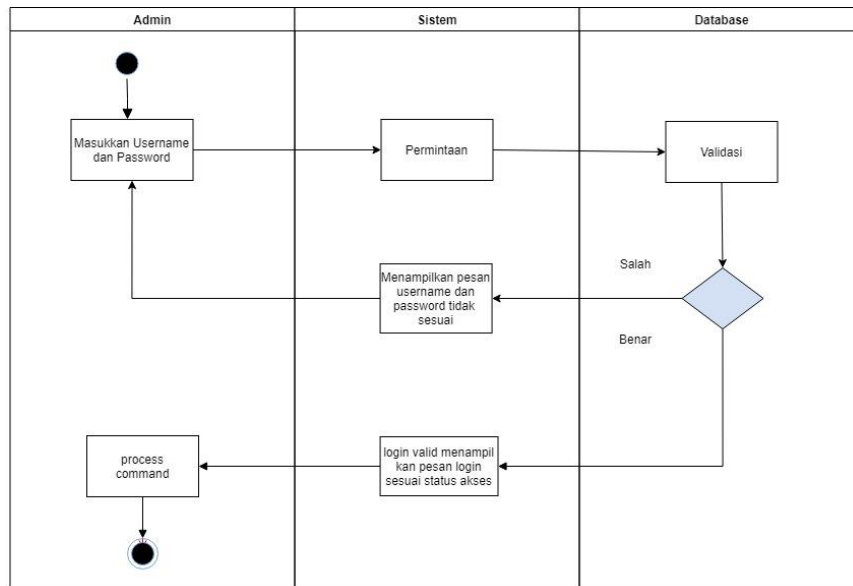 Admin
Sistem
Database
Masukkan Username
dan Password
Permintaan
Validasi
Salah
Menampilkan pesan
username dan
password tidak
sesuai
Benar
process
command
login valid menampil
kan pesan login
sesuai status akses